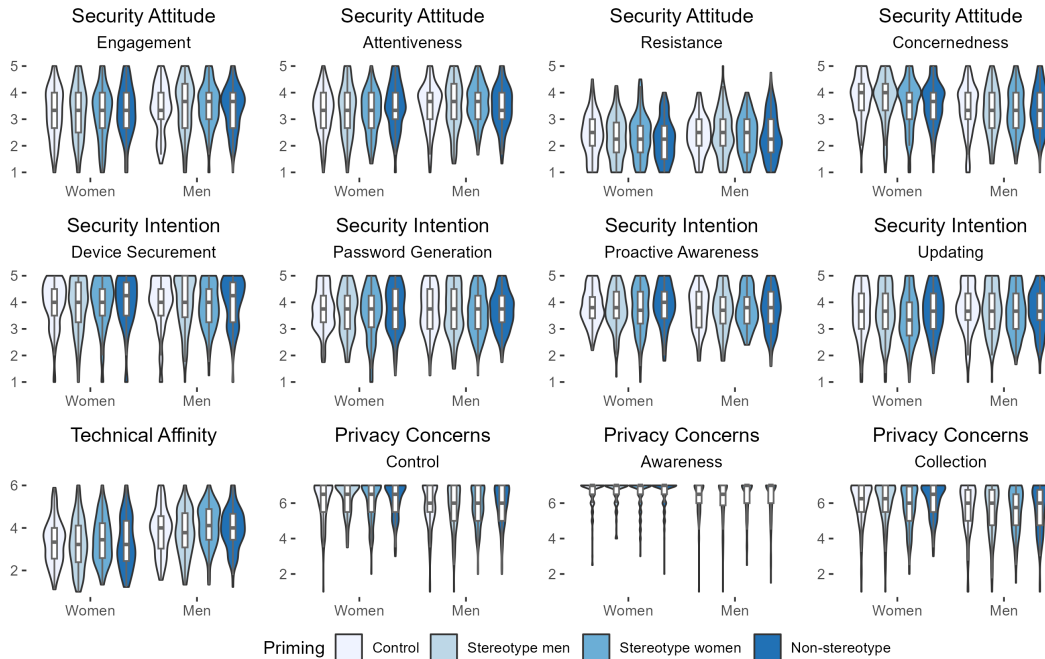 Security Attitude Security Attitude Security Attitude Security Attitude
Engagement Attentiveness Resistance Concernedness
5 5 5 5
4 4 4 4
3 3 3 3
2 2 2 2
1 1 1 1
Women Men Women Men Women Men Women Men
Security Intention Security Intention Security Intention Security Intention
Device Securement Password Generation Proactive Awareness Updating
5 5 5 5
4 4 4 4
3 3 3 3
2 2 2 2
1 1 1 1
Women Men Women Men Women Men Women Men
Technical Affinity Privacy Concerns Privacy Concerns Privacy Concerns
Control Awareness Collection
6 6 6 6
4 4 4 4
2 2 2 2
Women Men Women Men Women Men Women Men
Priming Control Stereotype men Stereotype women Non-stereotype